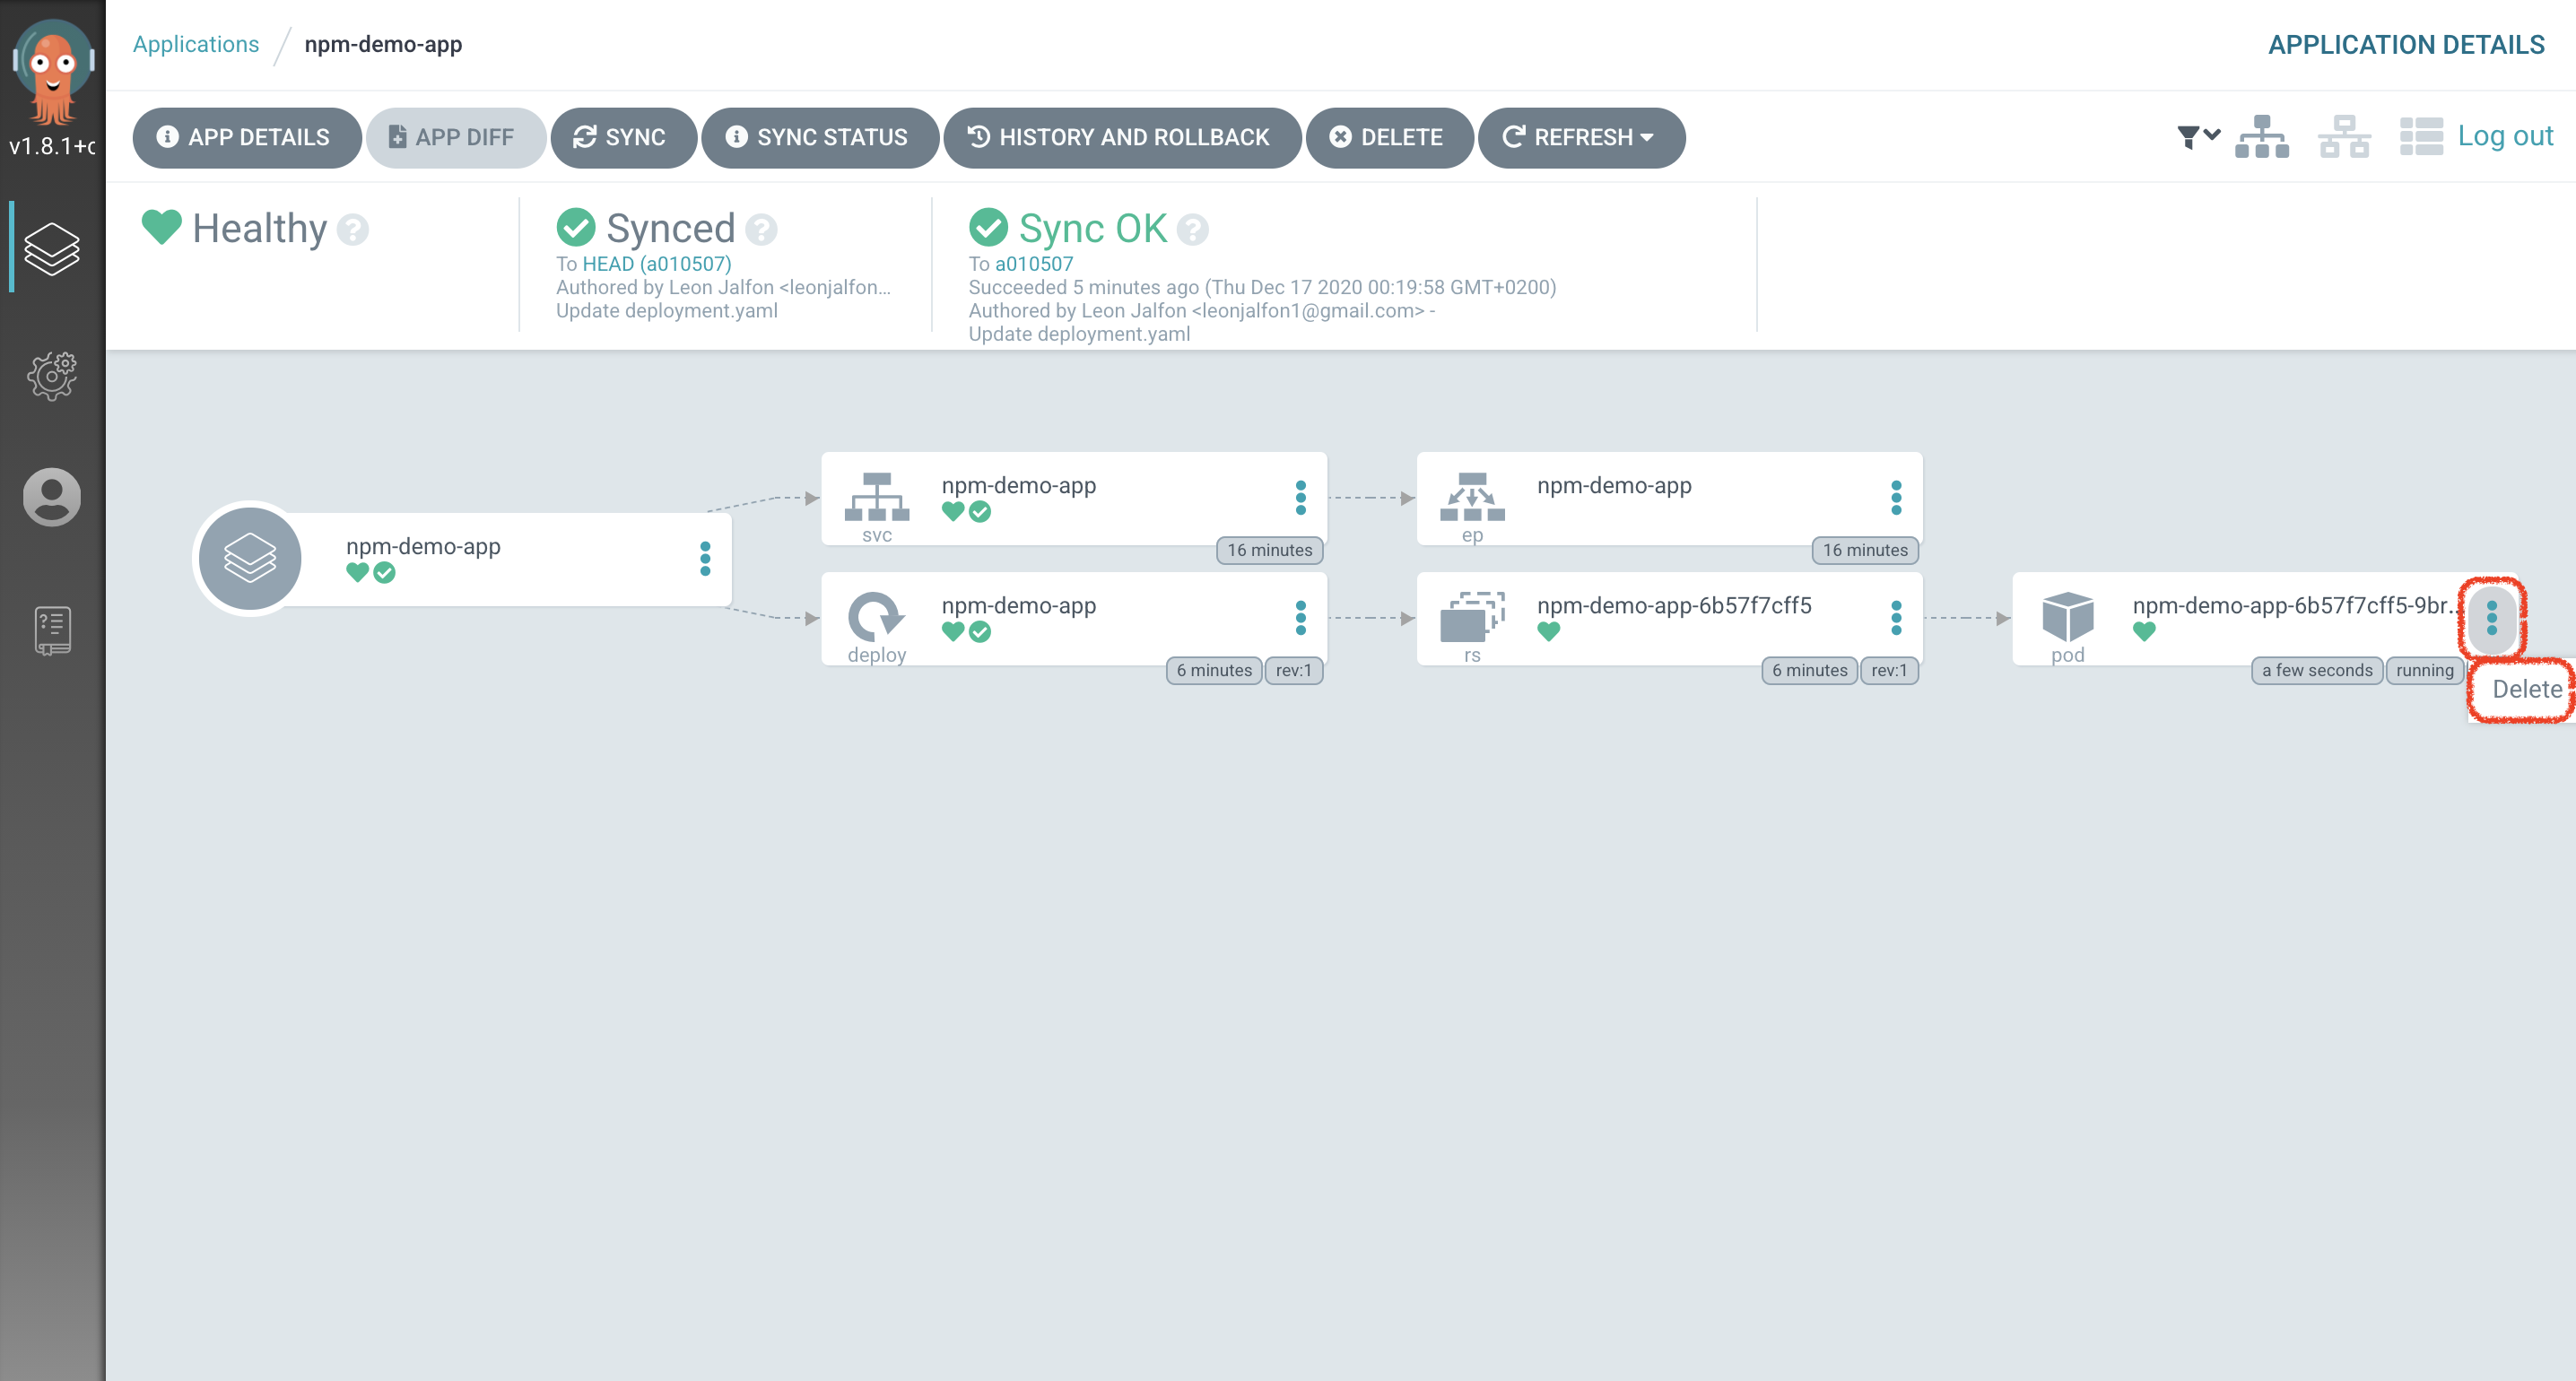 Applications / npm-demo-app
APPLICATION DETAILS
v1.8.1+c
APP DETAILS
APP DIFF
SYNC
SYNC STATUS
HISTORY AND ROLLBACK
DELETE
REFRESH
Log out
Healthy
Synced
To HEAD (a010507)
Authored by Leon Jalfon <leonjalfon...
Update deployment.yaml
Sync OK
To a010507
Succeeded 5 minutes ago (Thu Dec 17 2020 00:19:58 GMT+0200)
Authored by Leon Jalfon <leonjalfon1@gmail.com> -
Update deployment.yaml
npm-demo-app
npm-demo-app
svc
16 minutes
npm-demo-app
ep
16 minutes
npm-demo-app
deploy
6 minutes
rev:1
npm-demo-app-6b57f7cff5
rs
6 minutes
rev:1
npm-demo-app-6b57f7cff5-9br..
pod
a few seconds
running
Delete